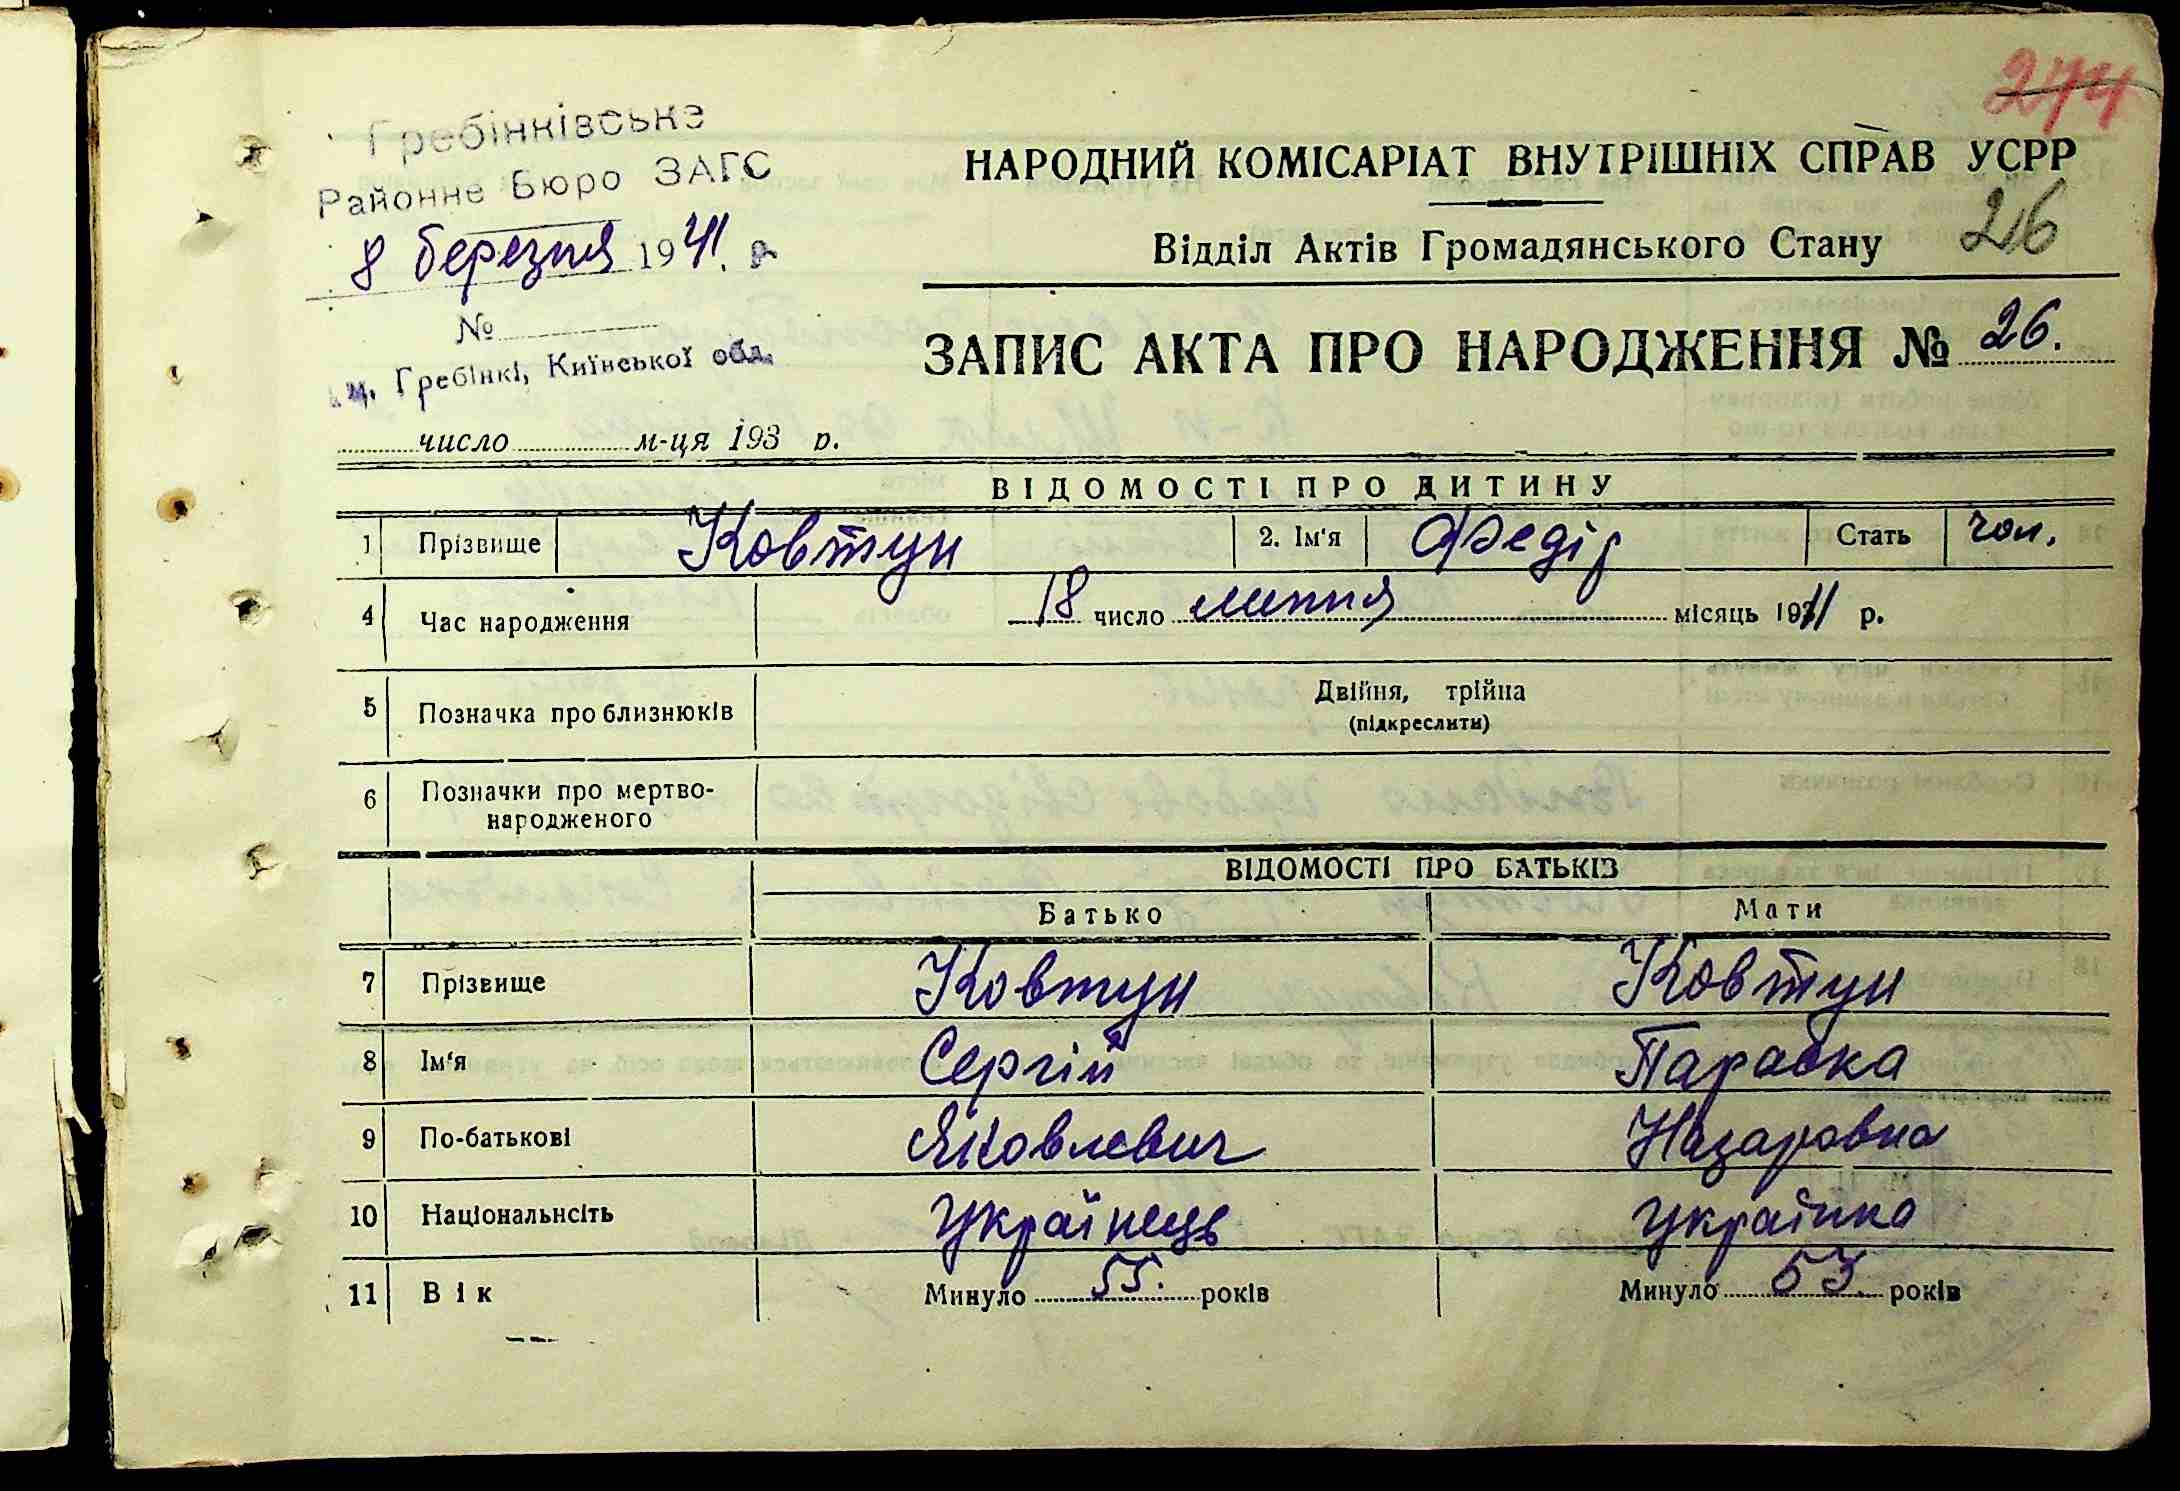 274
Гребінківське
Районне Бюро ЗАГС
8 березня 1941 р
№
м. Гребінкі, Київської обл.
число м-ця 193 р.
НАРОДНИЙ КОМІСАРІАТ ВНУТРІШНІХ СПРАВ УСРР
Відділ Актів Громадянського Стану 26
ЗАПИС АКТА ПРО НАРОДЖЕННЯ № 26.
ВІДОМОСТІ ПРО ДИТИНУ
1 Прізвище Ковтун 2. Ім'я Федір Стать чол.
4 Час народження 18 число липня місяць 1911 р.
5 Позначка про близнюків Двійня, трійна
(підкреслити)
6 Позначки про мертво-
народженого
ВІДОМОСТІ ПРО БАТЬКІВ
Батько Мати
7 Прізвище Ковтун Ковтун
8 Ім'я Сергій Параска
9 По-батькові Яковлевич Назаровна
10 Національнсіть Українець Українка
11 Вік Минуло 55. років Минуло 53 років